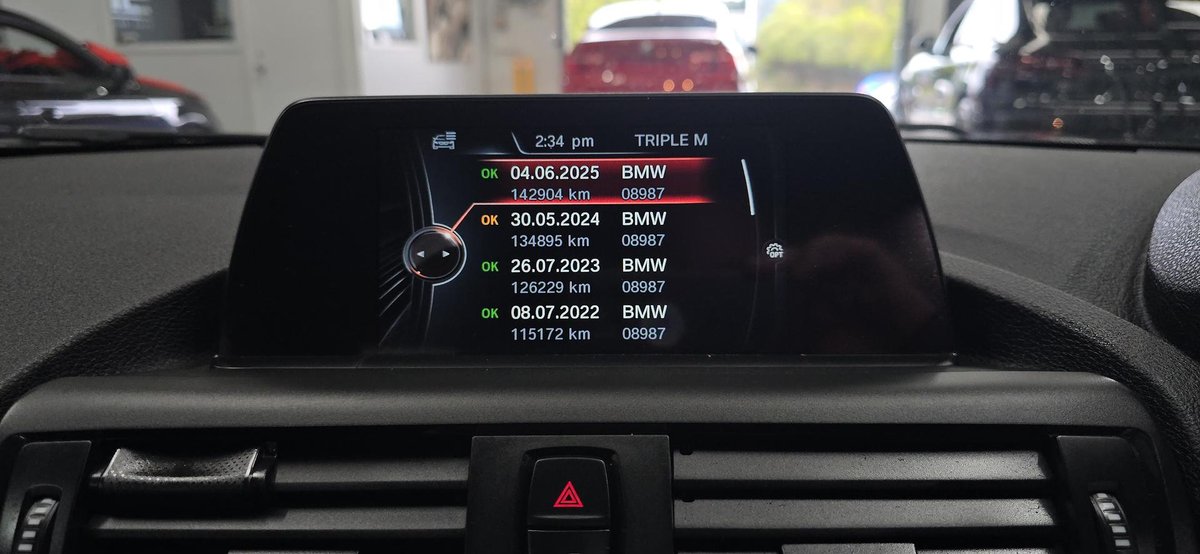 2:34 pm TRIPLE M
OK 04.06.2025 BMW
142904 km 08987
OK 30.05.2024 BMW
134895 km 08987
OK 26.07.2023 BMW
126229 km 08987
OPT
OK 08.07.2022 BMW
115172 km 08987